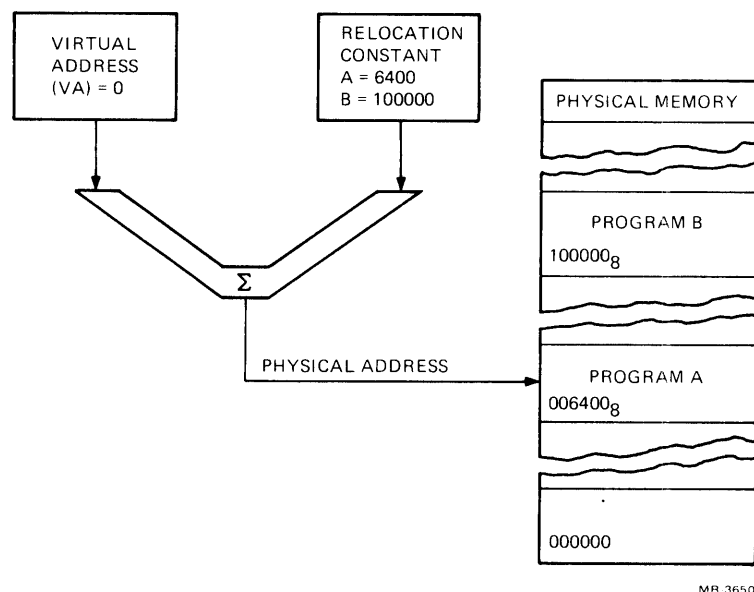 VIRTUAL
ADDRESS
(VA) = 0
RELOCATION
CONSTANT
A = 6400
B = 100000
PHYSICAL MEMORY
PROGRAM B
100000₈
Σ
PHYSICAL ADDRESS
PROGRAM A
006400₈
000000
MR-3650